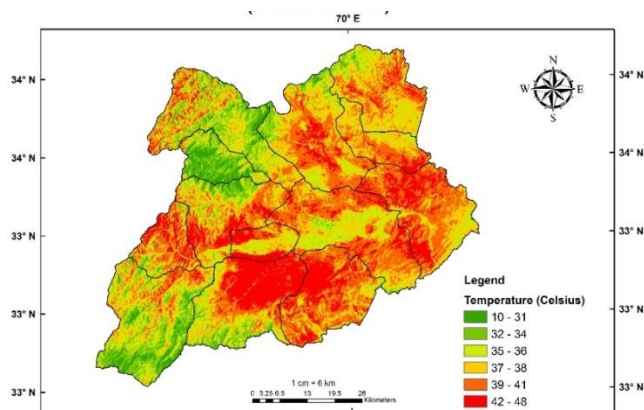 70° E
34° N
34° N
N
W E
S
34° N
34° N
33° N
33° N
33° N
33° N
33° N
33° N
Legend
Temperature (Celsius)
10 - 31
32 - 34
35 - 36
37 - 38
39 - 41
42 - 48
1 cm = 6 km
0 3.25 6.5 13 19.5 26
Kilometers
70° E